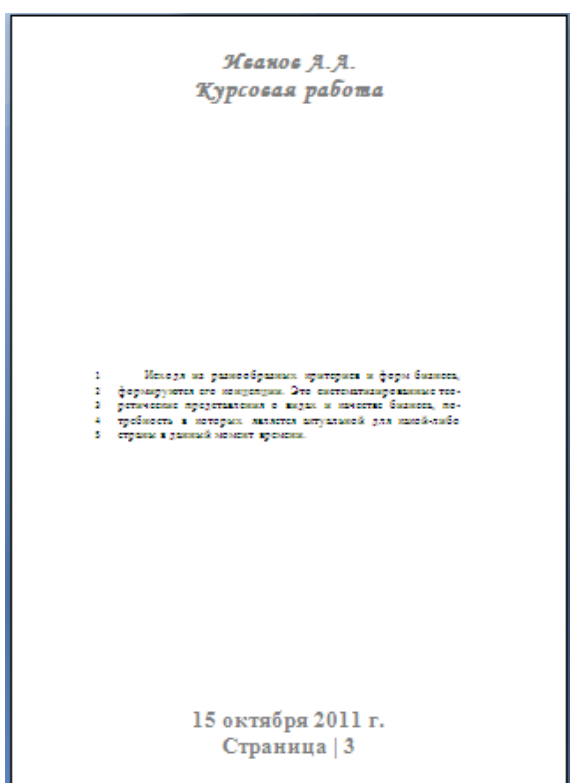 Иванов А.А.
Курсовая работа
1 Исходя из разнообразных критериев и форм бизнеса,
2 формируются его концепции. Это систематизированные тео-
3 ретические представления о видах и качестве бизнеса, по-
4 требность в которых является актуальной для какой-либо
5 страны в данный момент времени.
15 октября 2011 г.
Страница | 3